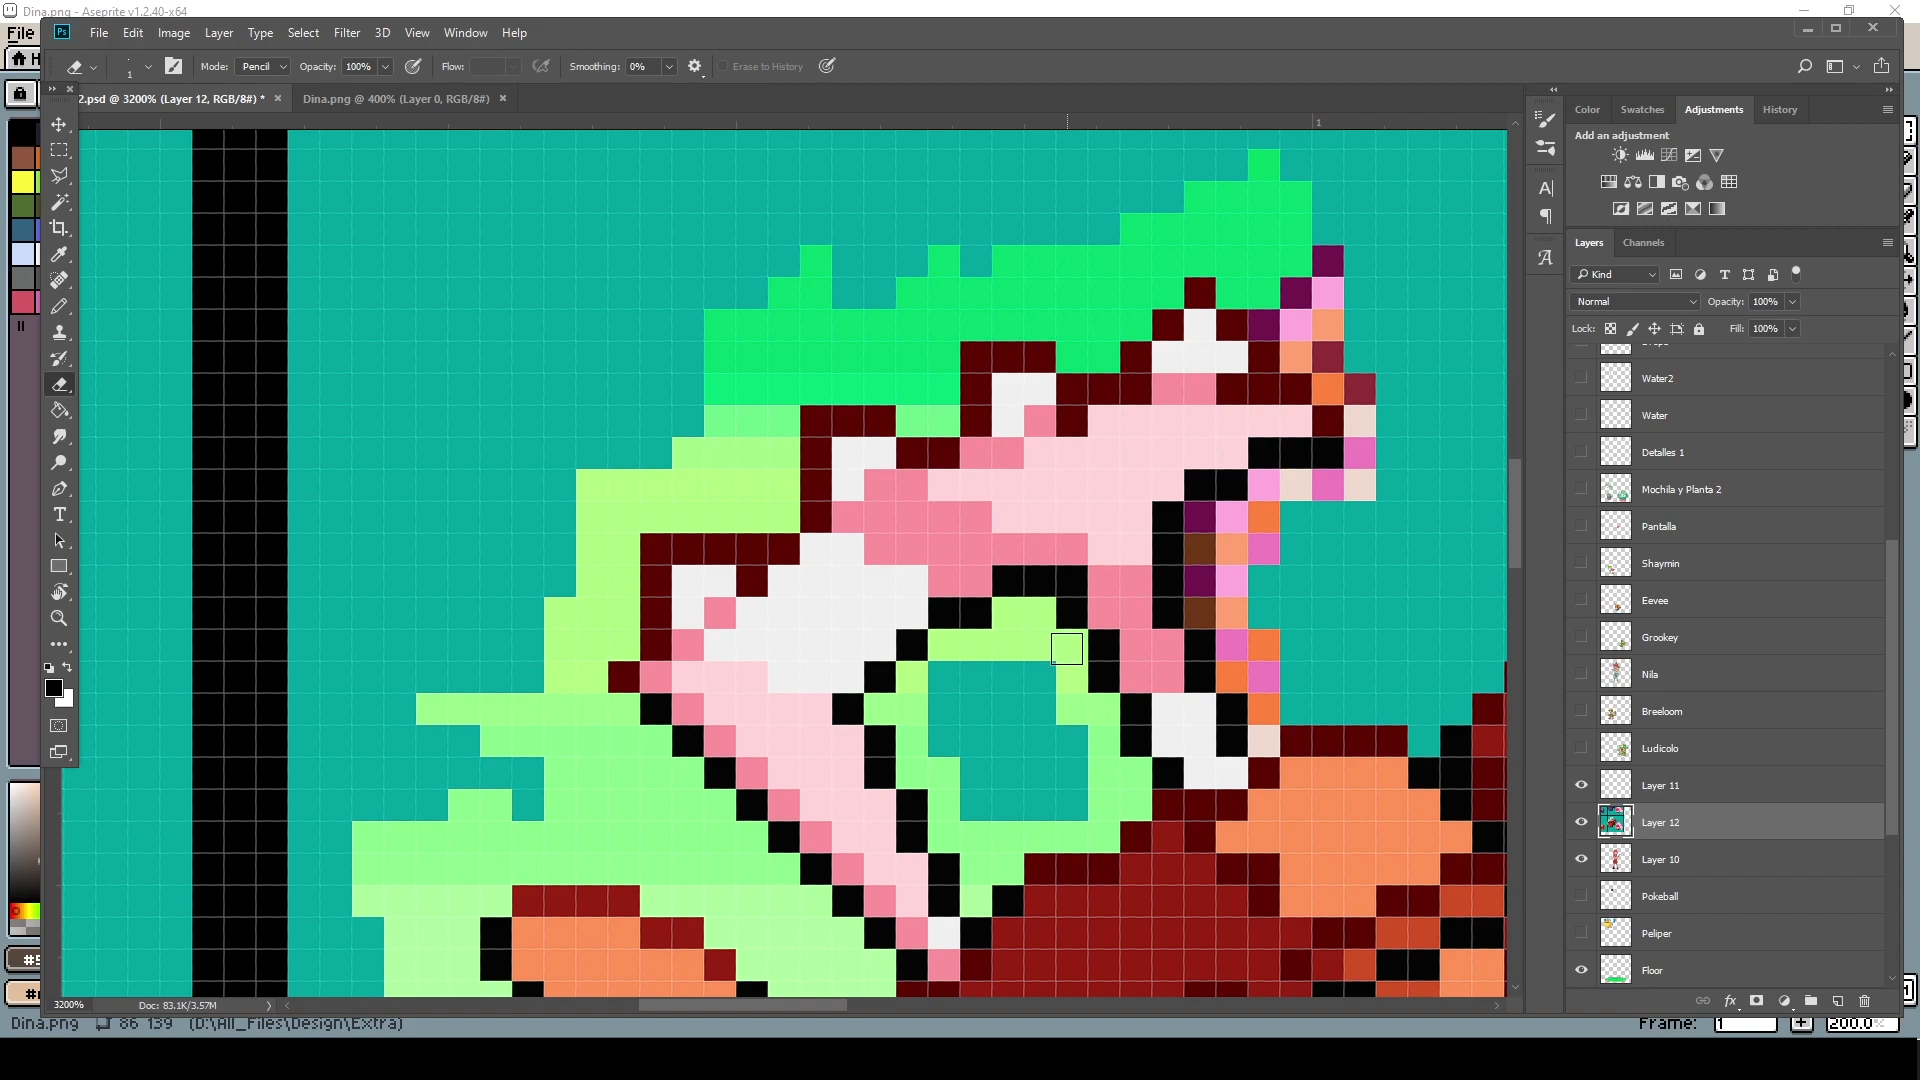 Dina.png - Aseprite v1.2.40-x64
File
Ps File Edit Image Layer Type Select Filter 3D View Window Help
1 Mode: Pencil Opacity: 100% Flow: Smoothing: 0% Erase to History
2.psd @ 3200% (Layer 12, RGB/8#) * Dina.png @ 400% (Layer 0, RGB/8#)
1
Color Swatches Adjustments History
Add an adjustment
Layers Channels
Kind
Normal Opacity: 100%
Lock: Fill: 100%
Water2
Water
Detalles 1
Mochila y Planta 2
Pantalla
Shaymin
Eevee
Grookey
Nila
Breeloom
Ludicolo
Layer 11
Layer 12
Layer 10
Pokeball
Peliper
Floor
3200% Doc: 83.1K/3.57M
Dina.png 86 139 (D:\All_Files\Design\Extra)
Frame: 1 200.0